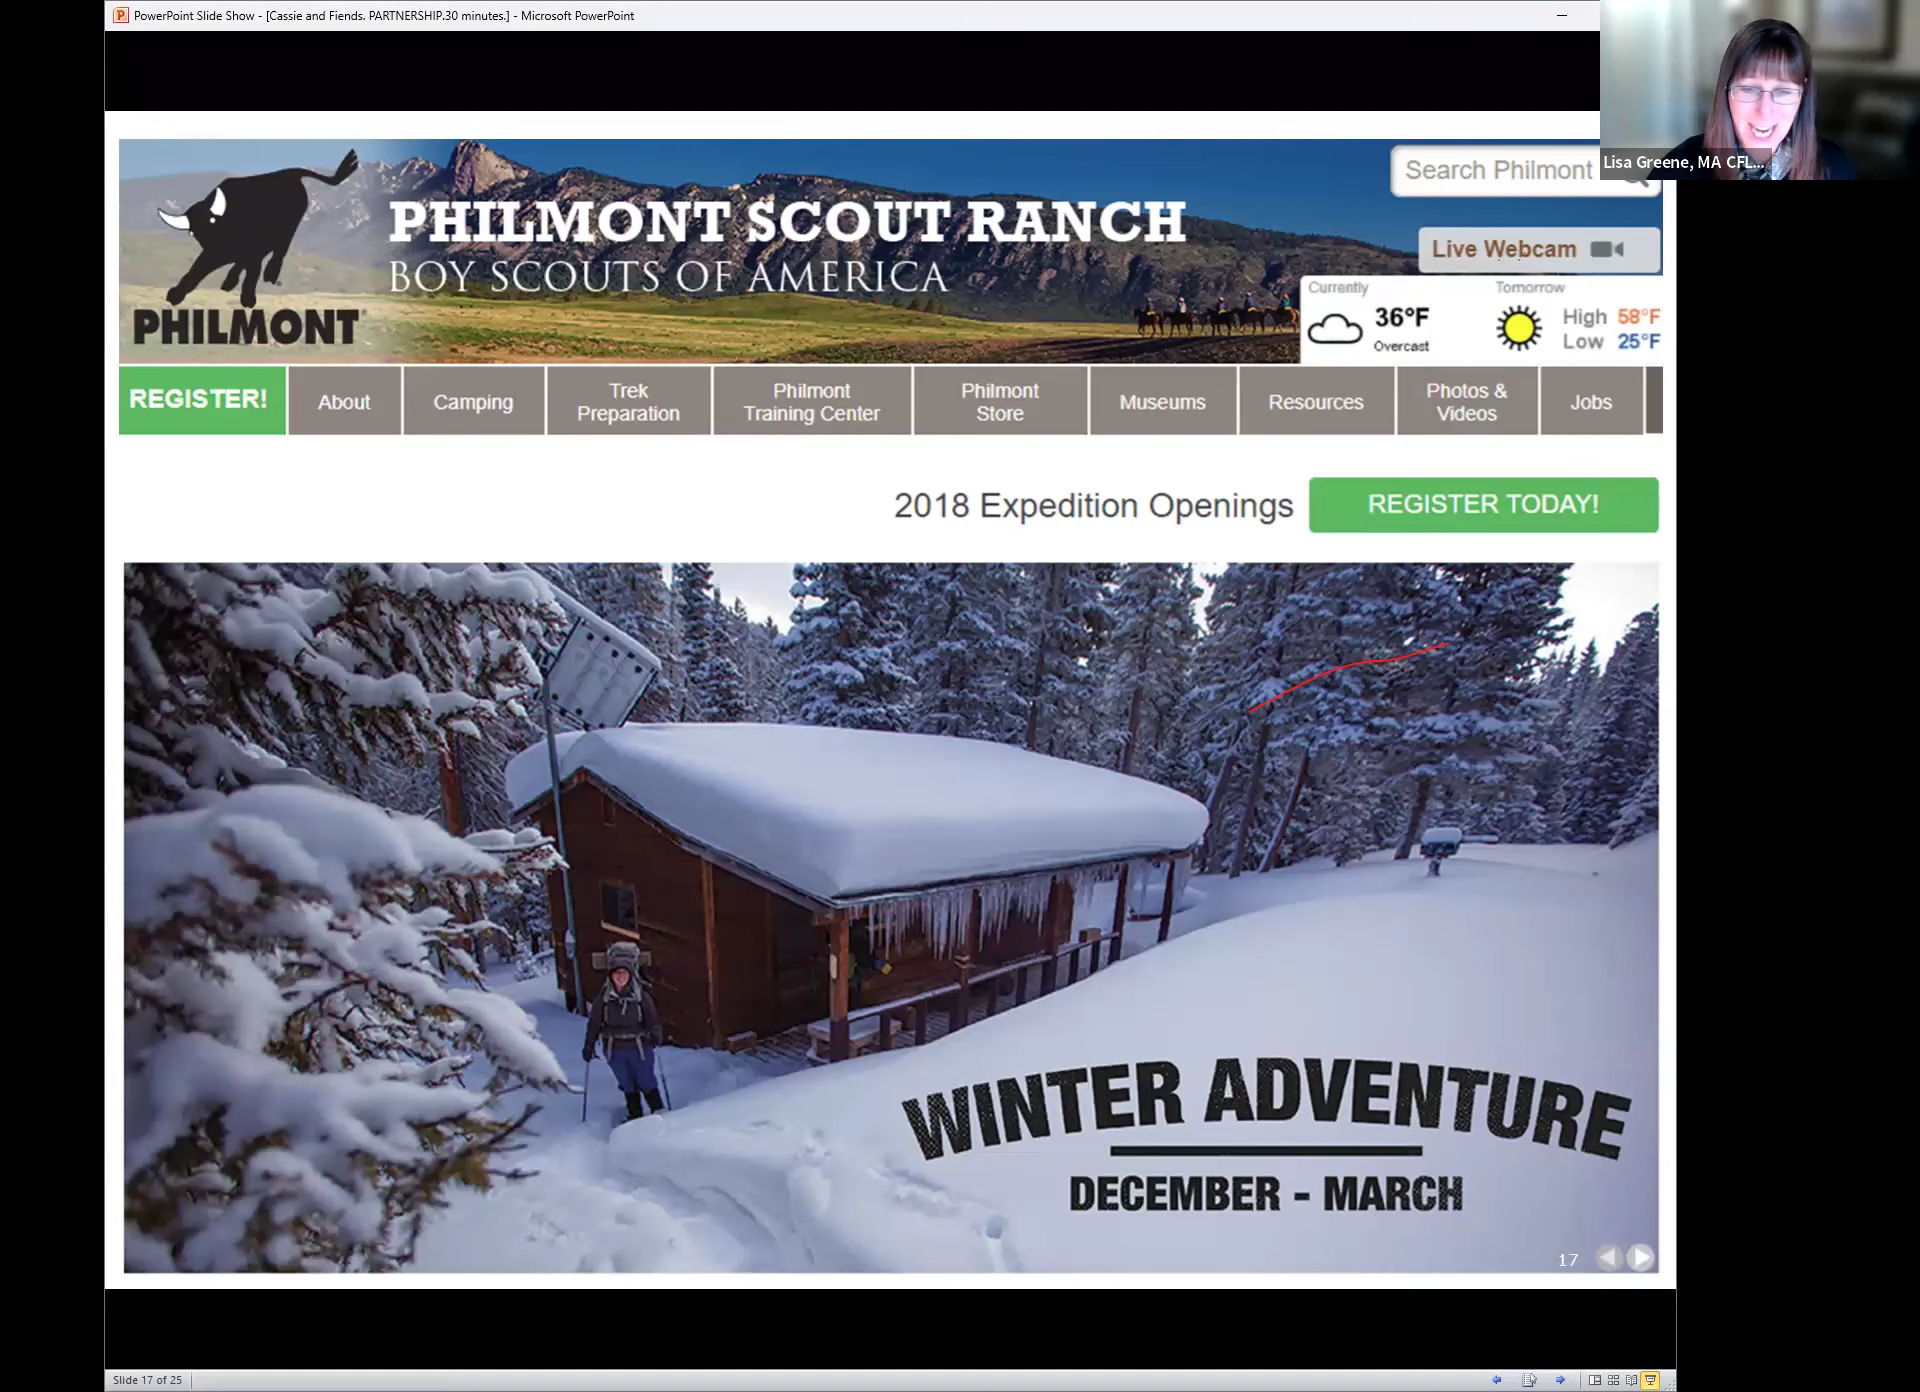 PowerPoint Slide Show - [Cassie and Fiends. PARTNERSHIP.30 minutes.] - Microsoft PowerPoint
Lisa Greene, MA CFL...
Search Philmont
PHILMONT SCOUT RANCH
BOY SCOUTS OF AMERICA
Live Webcam
PHILMONT
Currently
36°F
Overcast
Tomorrow
High 58°F
Low 25°F
REGISTER!
About
Camping
Trek
Preparation
Philmont
Training Center
Philmont
Store
Museums
Resources
Photos &
Videos
Jobs
2018 Expedition Openings
REGISTER TODAY!
WINTER ADVENTURE
DECEMBER - MARCH
17
Slide 17 of 25